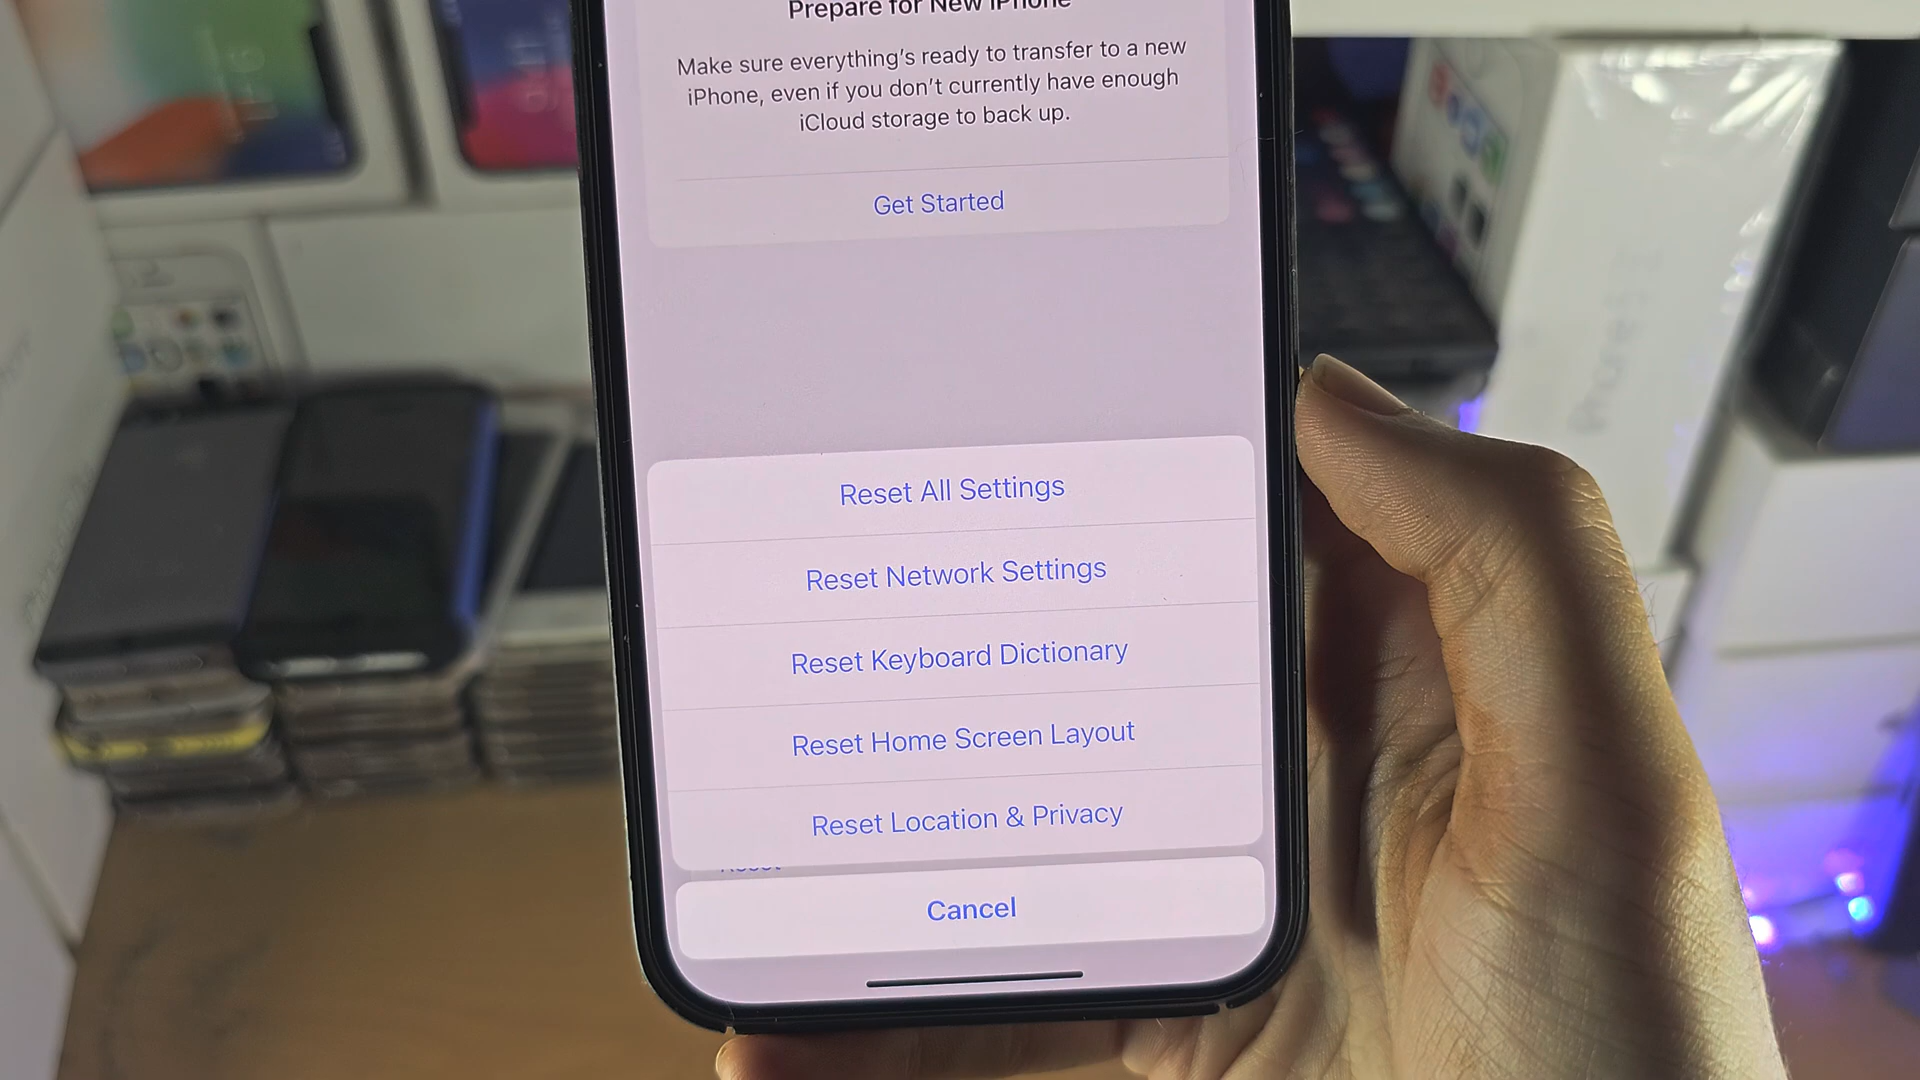 Prepare for New iPhone
Make sure everything's ready to transfer to a new
iPhone, even if you don't currently have enough
iCloud storage to back up.
Get Started
Reset All Settings
Reset Network Settings
Reset Keyboard Dictionary
Reset Home Screen Layout
Reset Location & Privacy
Reset
Cancel